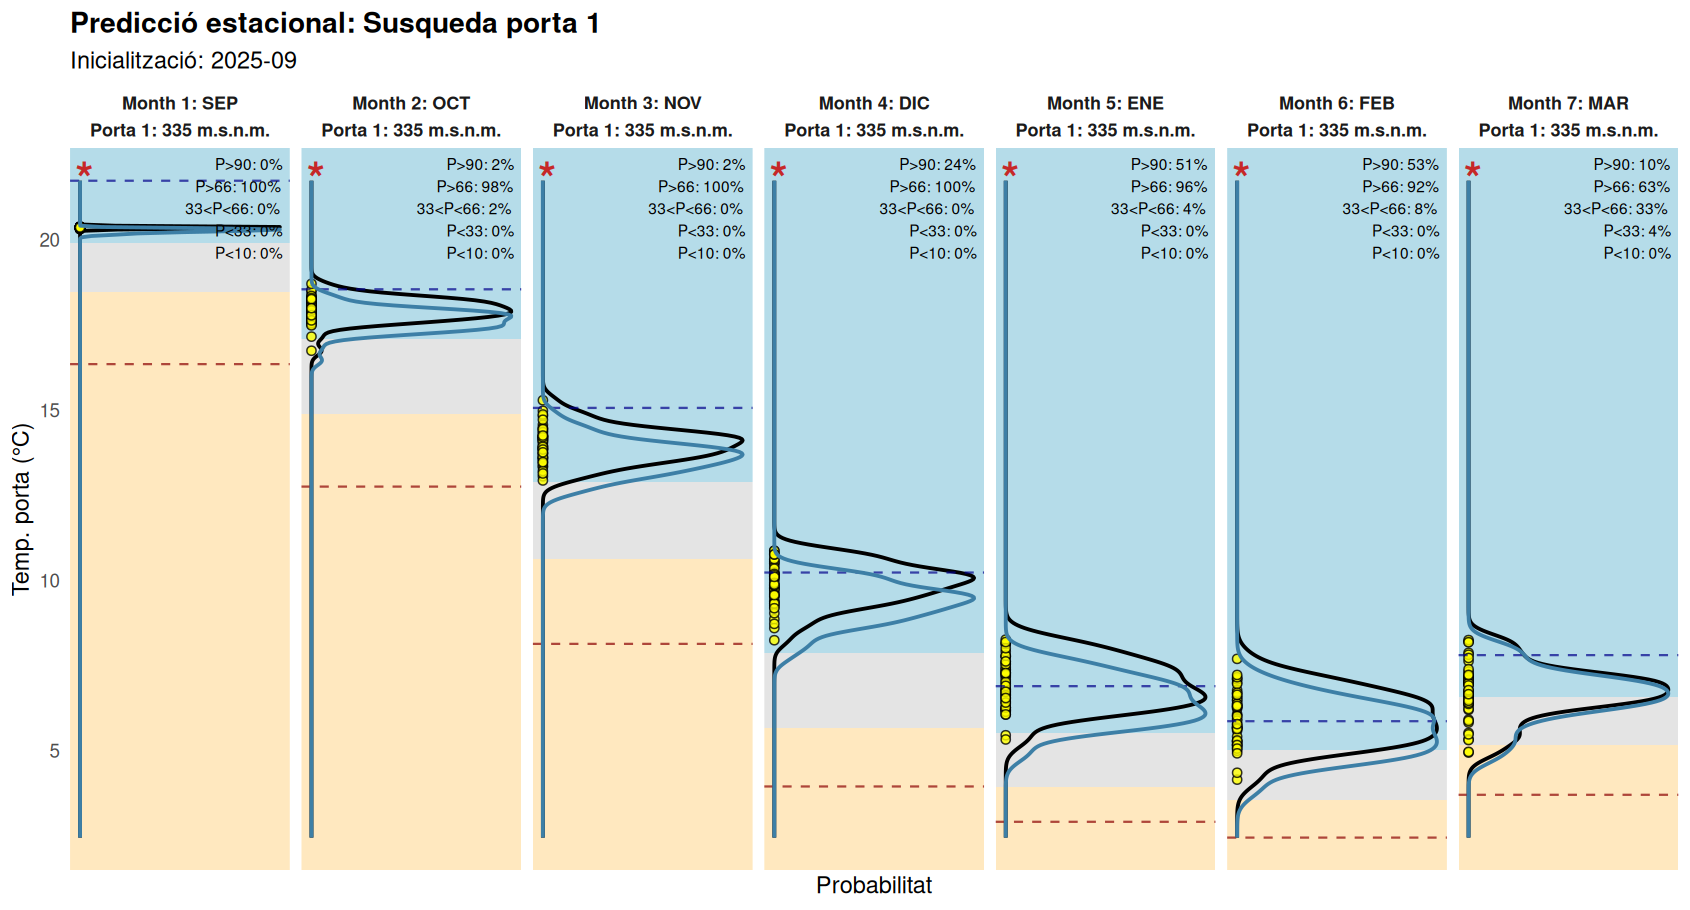 Predicció estacional: Susqueda porta 1
Inicialització: 2025-09
Month 1: SEP
Porta 1: 335 m.s.n.m.
Month 2: OCT
Porta 1: 335 m.s.n.m.
Month 3: NOV
Porta 1: 335 m.s.n.m.
Month 4: DIC
Porta 1: 335 m.s.n.m.
Month 5: ENE
Porta 1: 335 m.s.n.m.
Month 6: FEB
Porta 1: 335 m.s.n.m.
Month 7: MAR
Porta 1: 335 m.s.n.m.
*
P>90: 0%
P>66: 100%
33<P<66: 0%
P<33: 0%
P<10: 0%
*
P>90: 2%
P>66: 98%
33<P<66: 2%
P<33: 0%
P<10: 0%
*
P>90: 2%
P>66: 100%
33<P<66: 0%
P<33: 0%
P<10: 0%
*
P>90: 24%
P>66: 100%
33<P<66: 0%
P<33: 0%
P<10: 0%
*
P>90: 51%
P>66: 96%
33<P<66: 4%
P<33: 0%
P<10: 0%
*
P>90: 53%
P>66: 92%
33<P<66: 8%
P<33: 0%
P<10: 0%
*
P>90: 10%
P>66: 63%
33<P<66: 33%
P<33: 4%
P<10: 0%
20
15
10
5
Temp. porta (°C)
Probabilitat